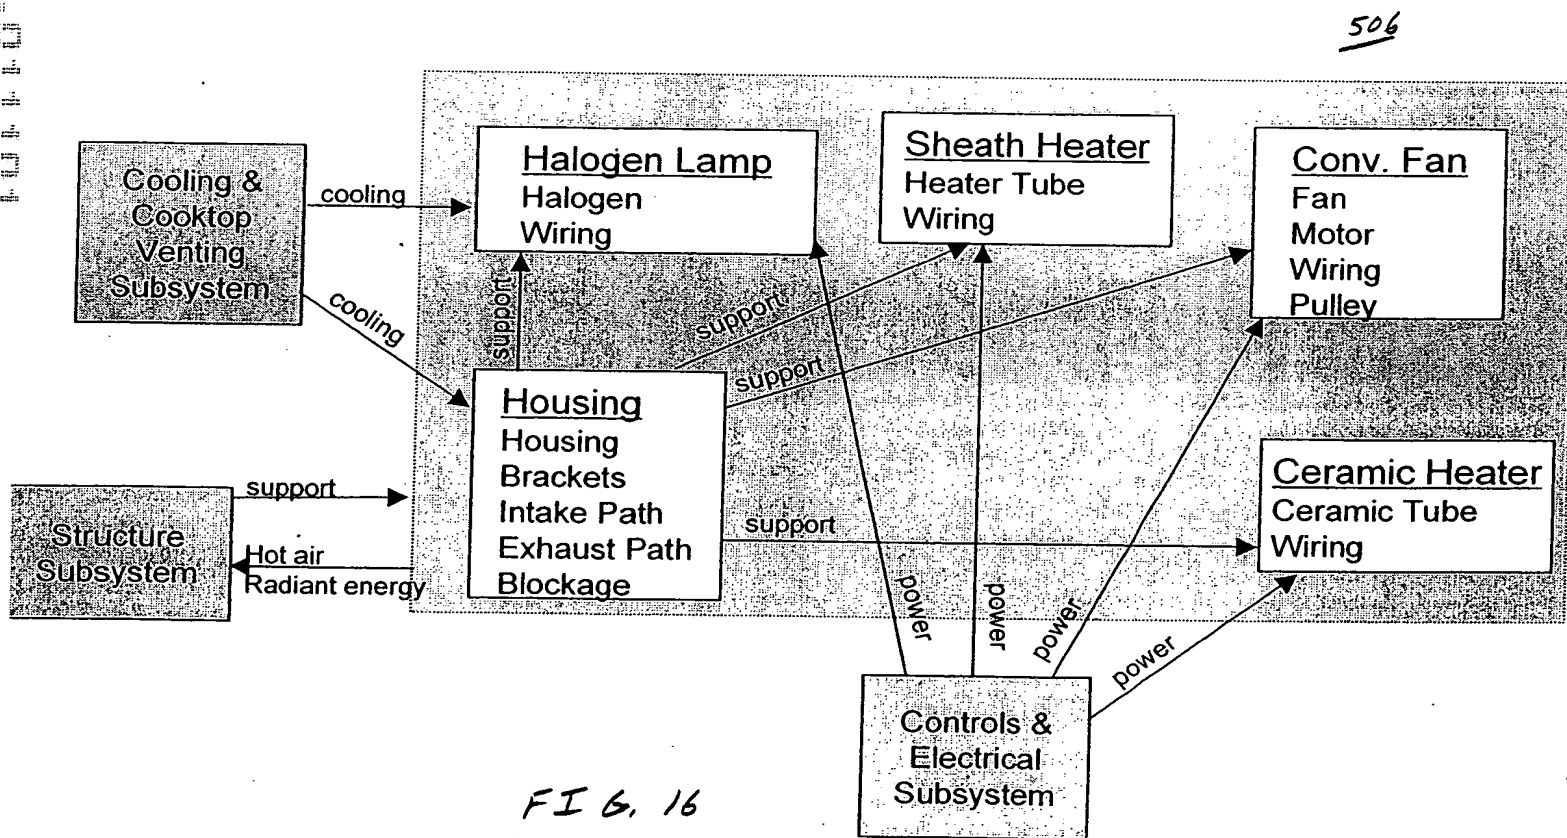 506
Cooling &
Cooktop
Venting
Subsystem
cooling
cooling
Halogen Lamp
Halogen
Wiring
Sheath Heater
Heater Tube
Wiring
Conv. Fan
Fan
Motor
Wiring
Pulley
support
support
support
Housing
Housing
Brackets
Intake Path
Exhaust Path
Blockage
support
Ceramic Heater
Ceramic Tube
Wiring
Structure
Subsystem
support
Hot air
Radiant energy
power
power
power
power
Controls &
Electrical
Subsystem
FIG. 16